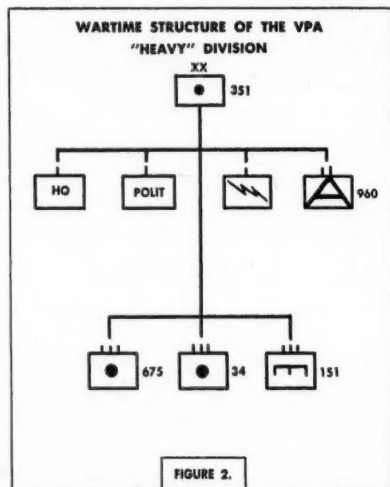 WARTIME STRUCTURE OF THE VPA
"HEAVY" DIVISION
XX
351
HQ
POLIT
960
675
34
151
FIGURE 2.